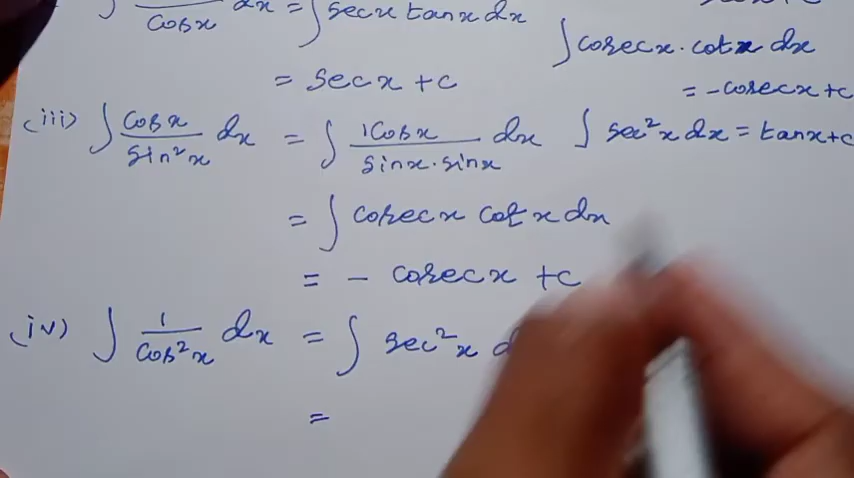 ∫ —/cosx dx = ∫ secx tanx dx
= secx + c
∫ cosecx . cotx dx
= -cosecx + c
(iii) ∫ cosx/sin²x dx = ∫ 1cosx/sinx.sinx dx
∫ sec²x dx = tanx+c
= ∫ cosecx cotx dx
= - cosecx + c
(iv) ∫ 1/cos²x dx = ∫ sec²x d
=